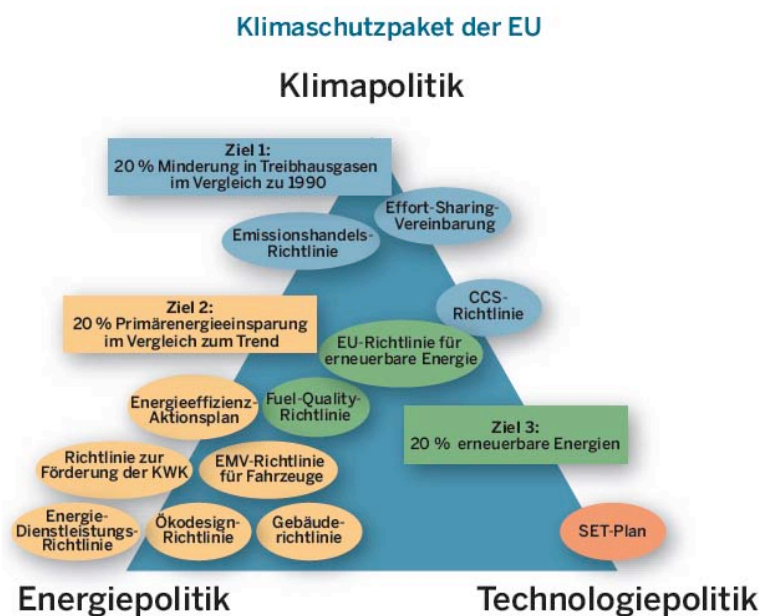 Klimaschutzpaket der EU
Klimapolitik
Ziel 1:
20 % Minderung in Treibhausgasen
im Vergleich zu 1990
Effort-Sharing-
Vereinbarung
Emissionshandels-
Richtlinie
CCS-
Richtlinie
Ziel 2:
20 % Primärenergieeinsparung
im Vergleich zum Trend
EU-Richtlinie für
erneuerbare Energie
Energieeffizienz-
Aktionsplan
Fuel-Quality-
Richtlinie
Ziel 3:
20 % erneuerbare Energien
Richtlinie zur
Förderung der KWK
EMV-Richtlinie
für Fahrzeuge
Energie-
Dienstleistungs-
Richtlinie
Ökodesign-
Richtlinie
Gebäude-
richtlinie
SET-Plan
Energiepolitik
Technologiepolitik